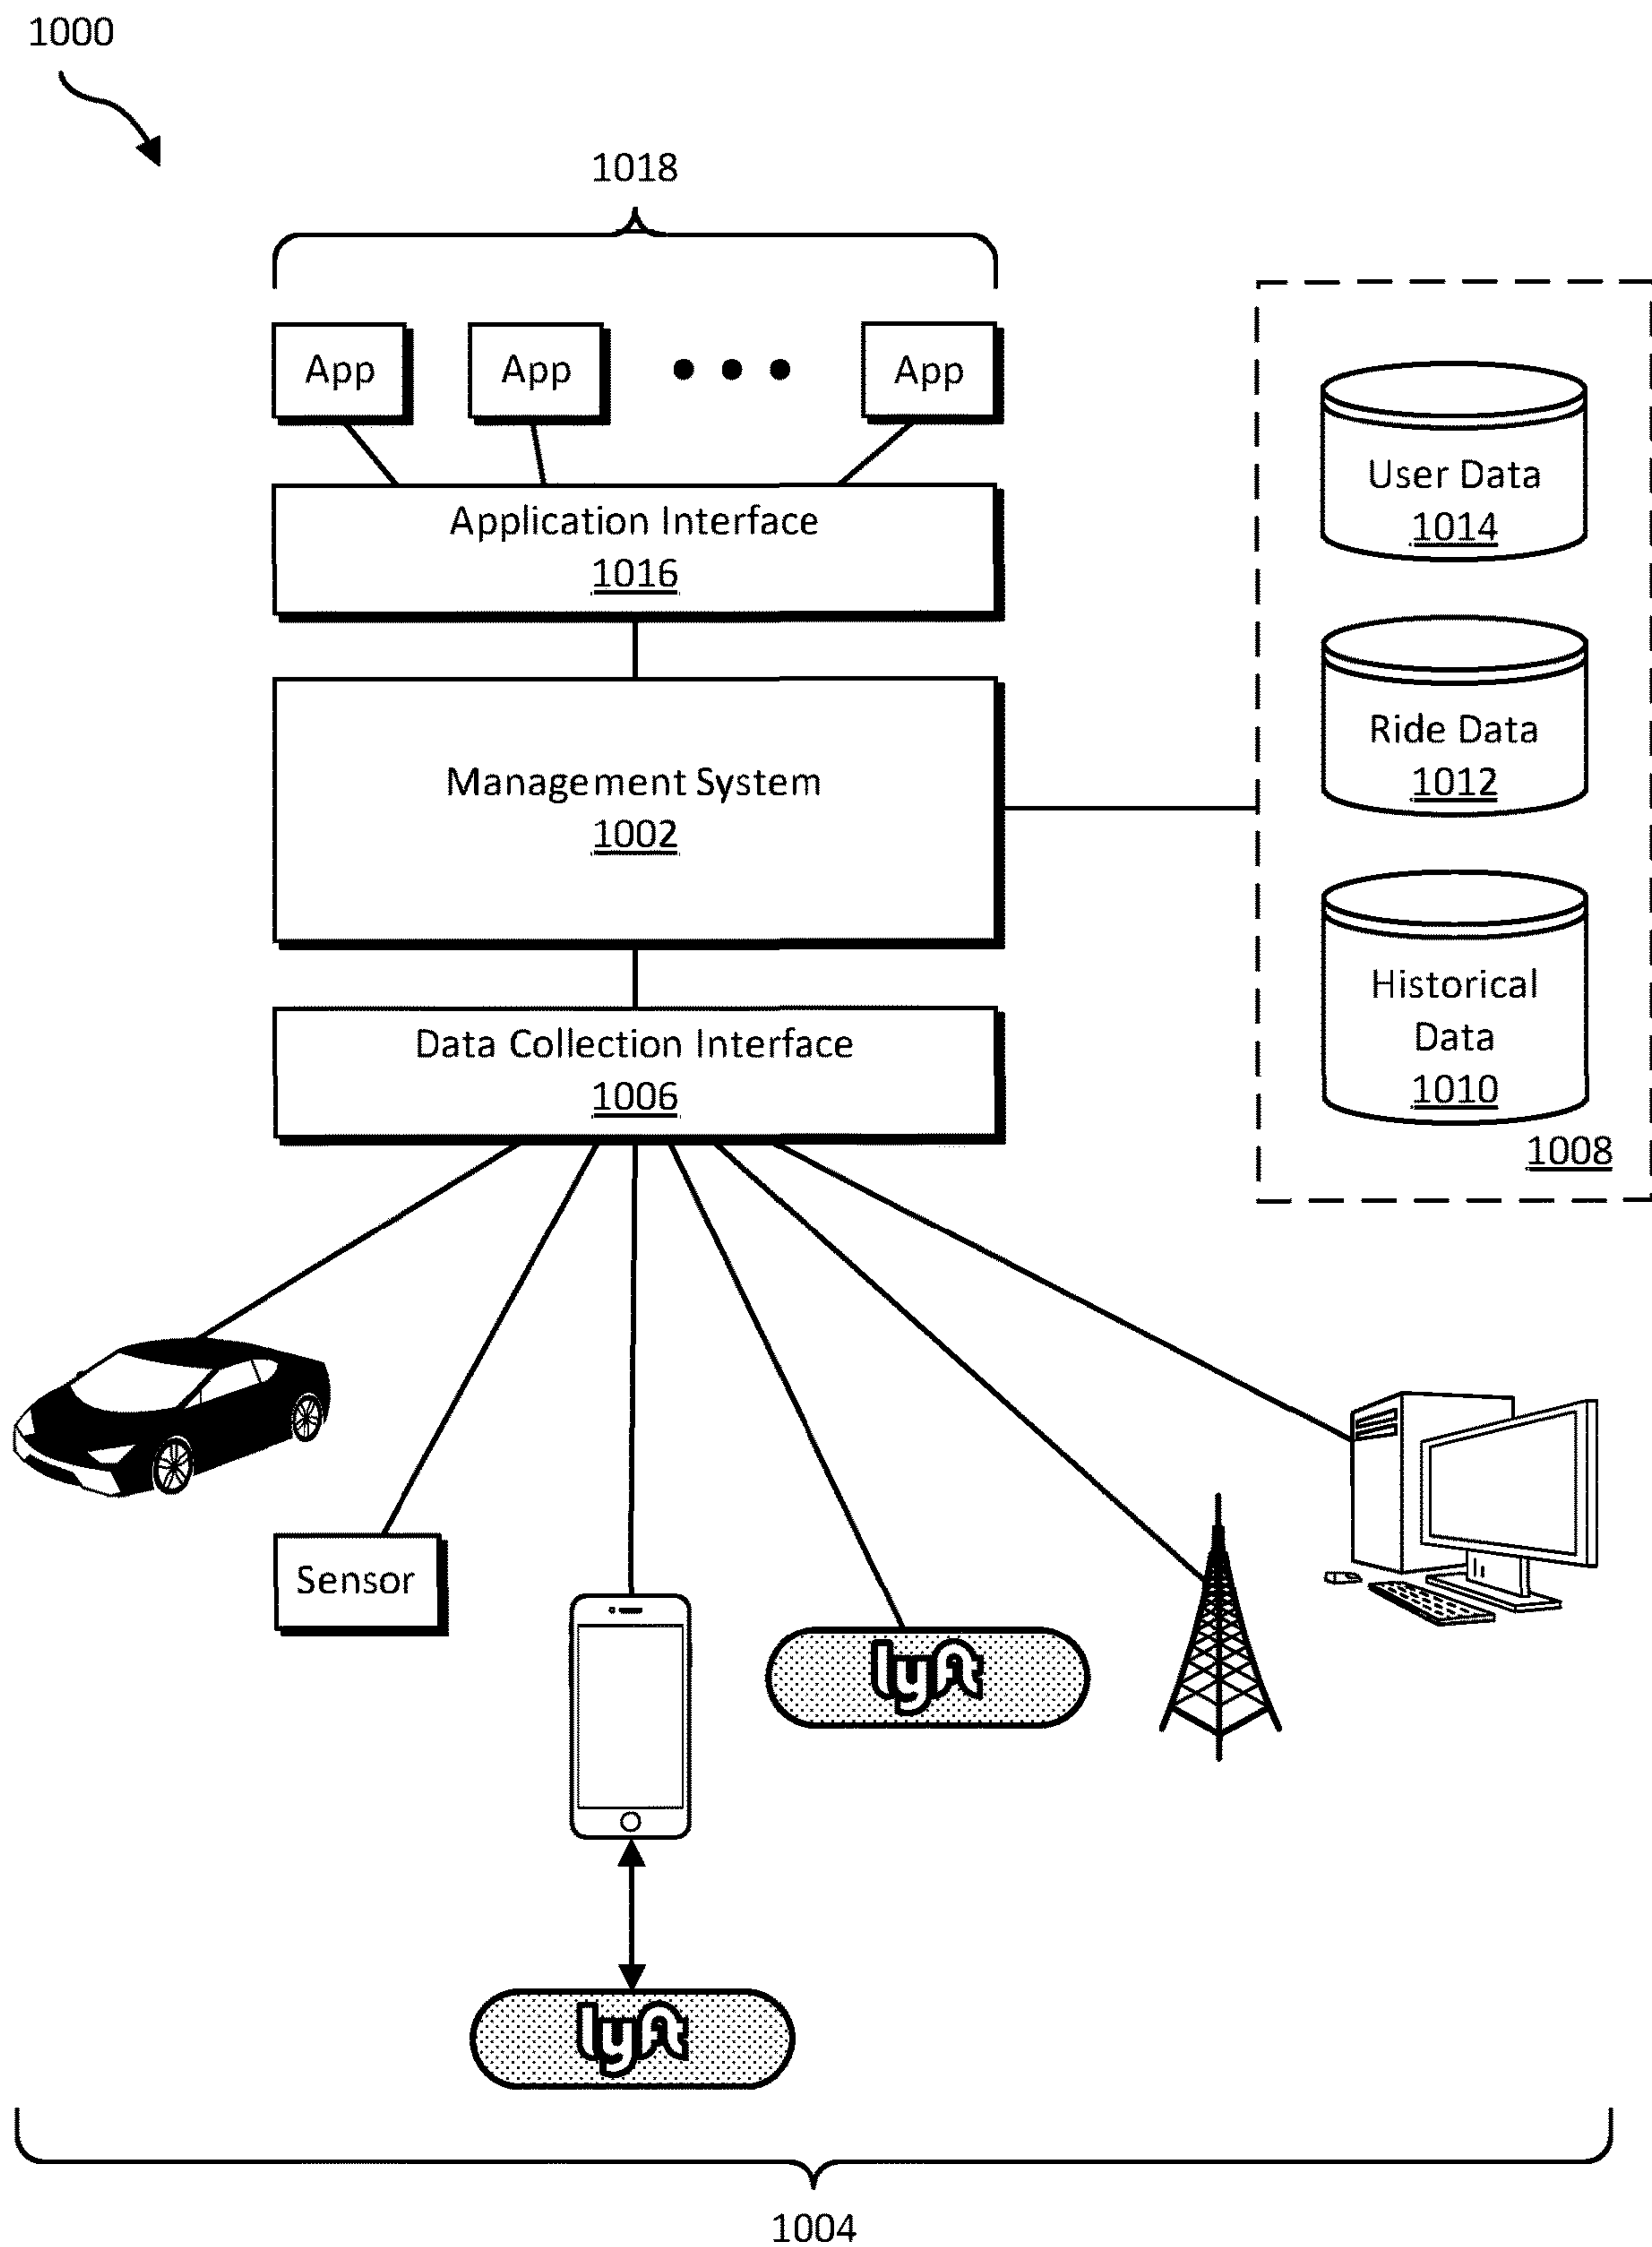 1000
1018
App
App
App
Application Interface
1016
Management System
1002
Data Collection Interface
1006
User Data
1014
Ride Data
1012
Historical
Data
1010
1008
Sensor
lyft
lyft
1004